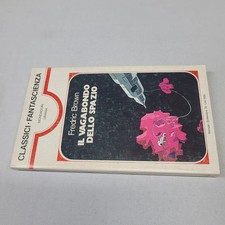 CLASSICI • FANTASCIENZA
Fredric Brown
IL VAGABONDO
DELLO SPAZIO